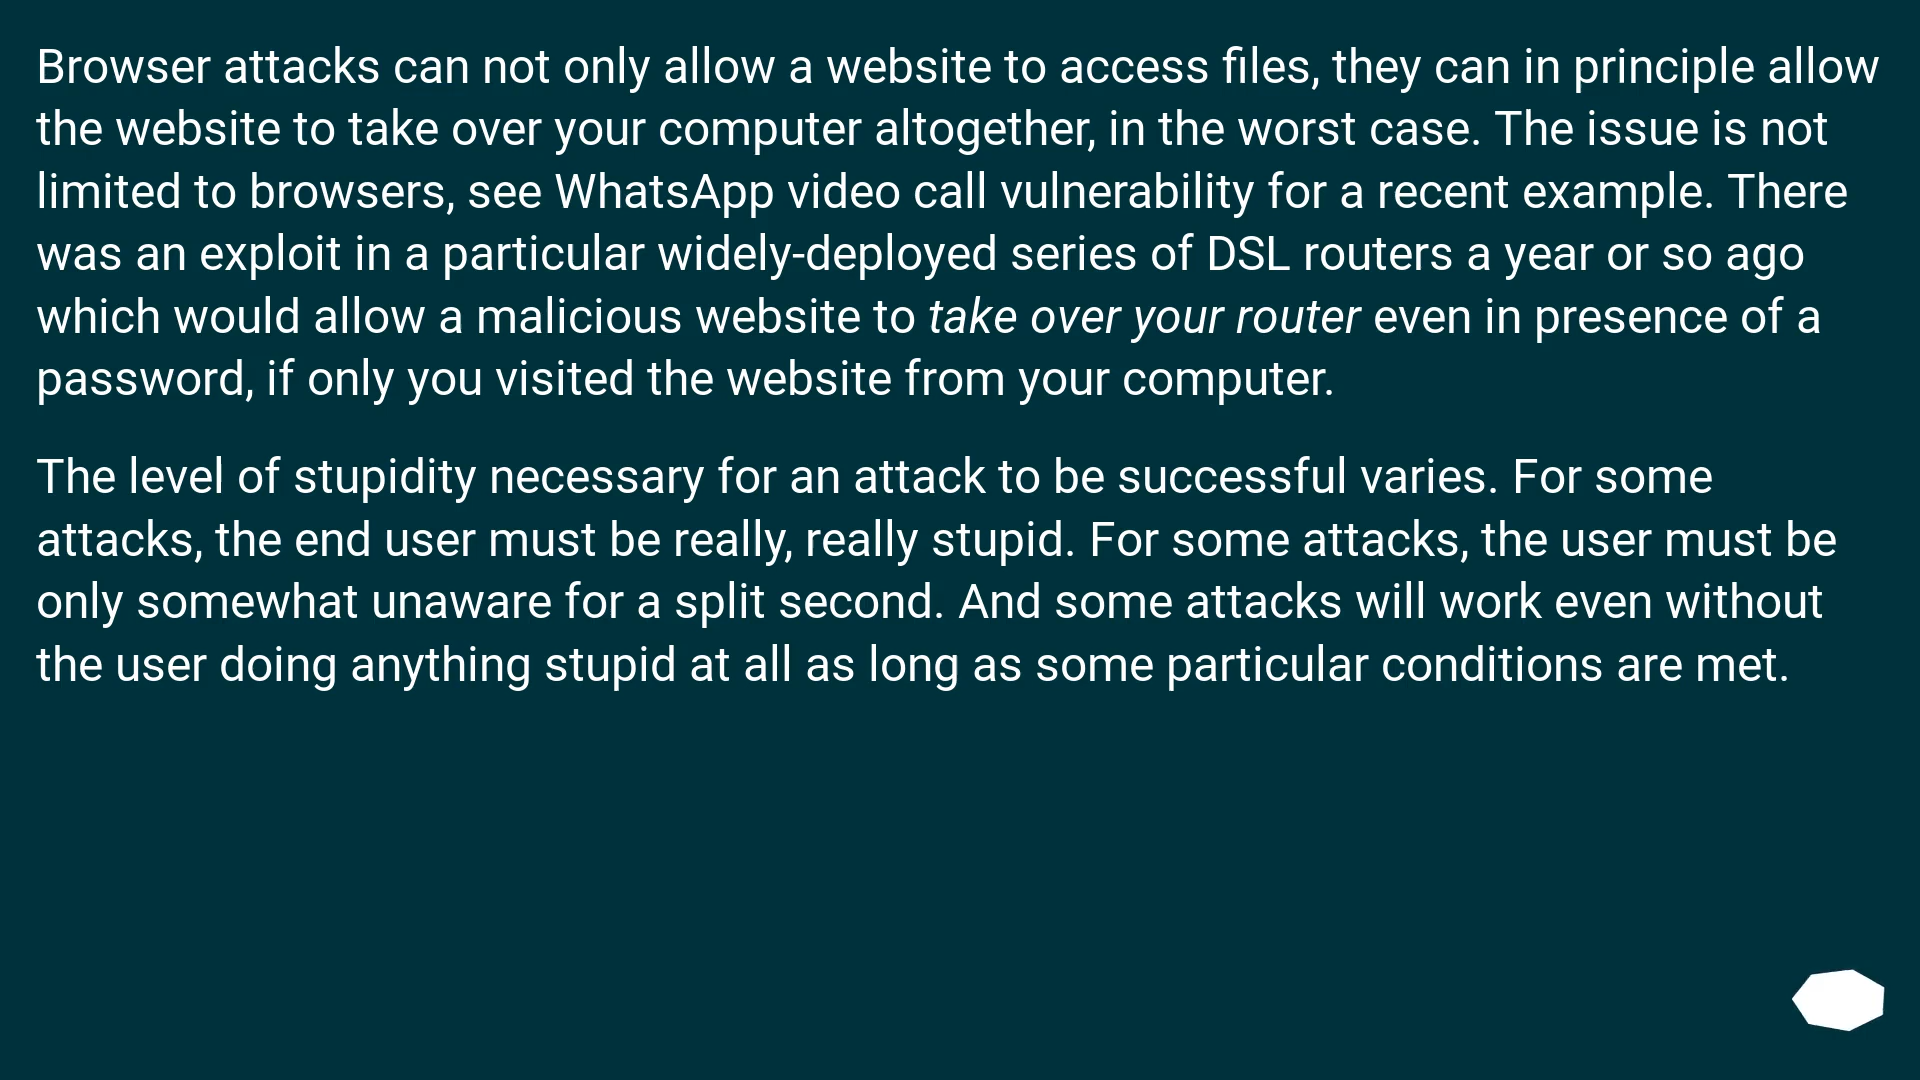 Browser attacks can not only allow a website to access files, they can in principle allow
the website to take over your computer altogether, in the worst case. The issue is not
limited to browsers, see WhatsApp video call vulnerability for a recent example. There
was an exploit in a particular widely-deployed series of DSL routers a year or so ago
which would allow a malicious website to take over your router even in presence of a
password, if only you visited the website from your computer.
The level of stupidity necessary for an attack to be successful varies. For some
attacks, the end user must be really, really stupid. For some attacks, the user must be
only somewhat unaware for a split second. And some attacks will work even without
the user doing anything stupid at all as long as some particular conditions are met.